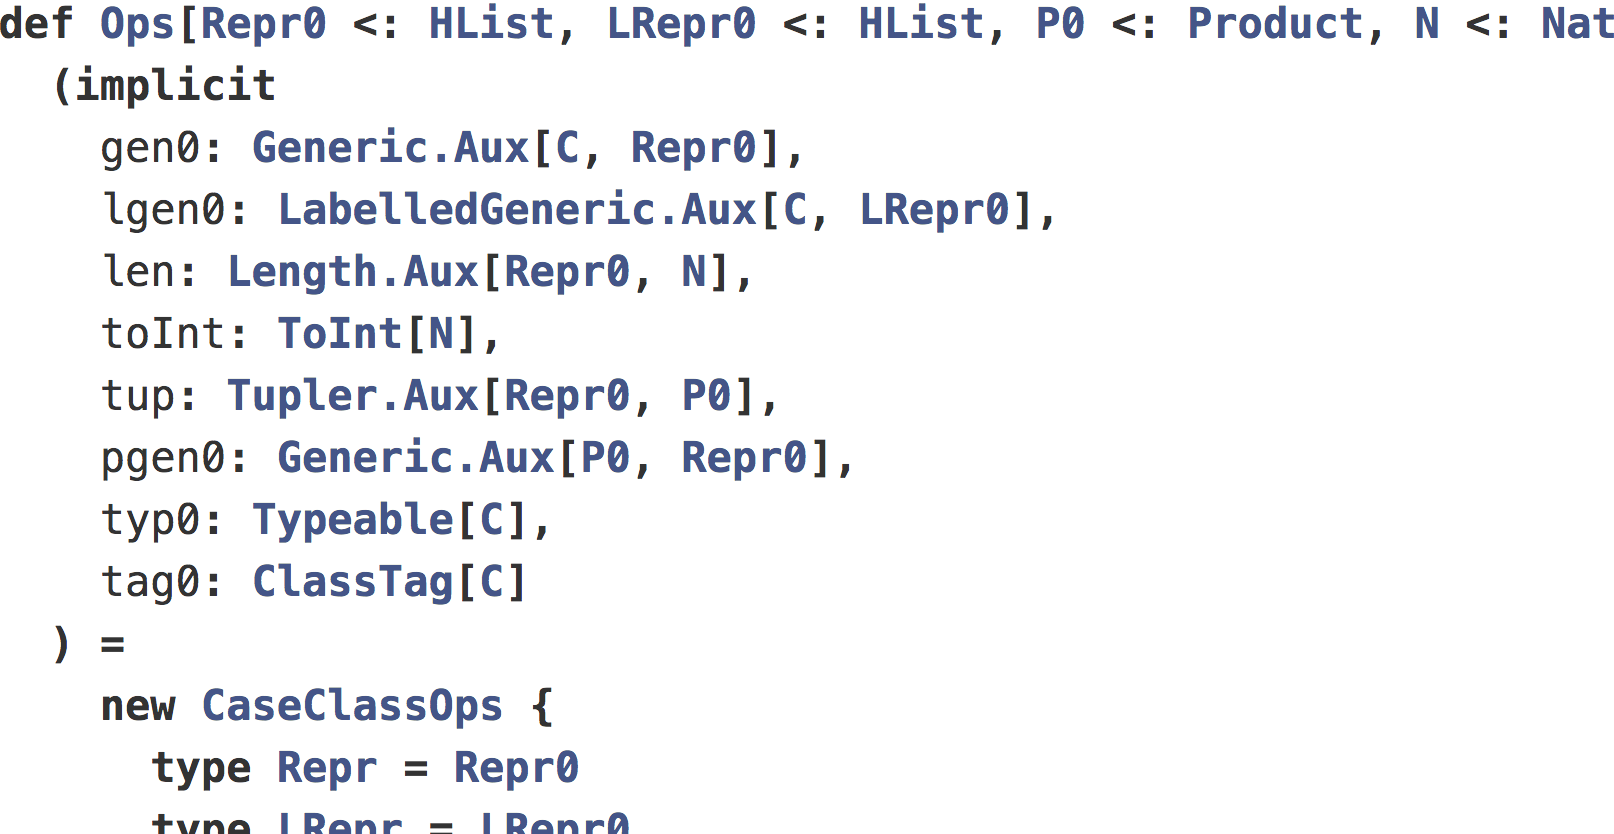 def Ops[Repr0 <: HList, LRepr0 <: HList, P0 <: Product, N <: Nat
(implicit
gen0: Generic.Aux[C, Repr0],
lgen0: LabelledGeneric.Aux[C, LRepr0],
len: Length.Aux[Repr0, N],
toInt: ToInt[N],
tup: Tupler.Aux[Repr0, P0],
pgen0: Generic.Aux[P0, Repr0],
typ0: Typeable[C],
tag0: ClassTag[C]
) =
new CaseClassOps {
type Repr = Repr0
type LRepr = LRepr0